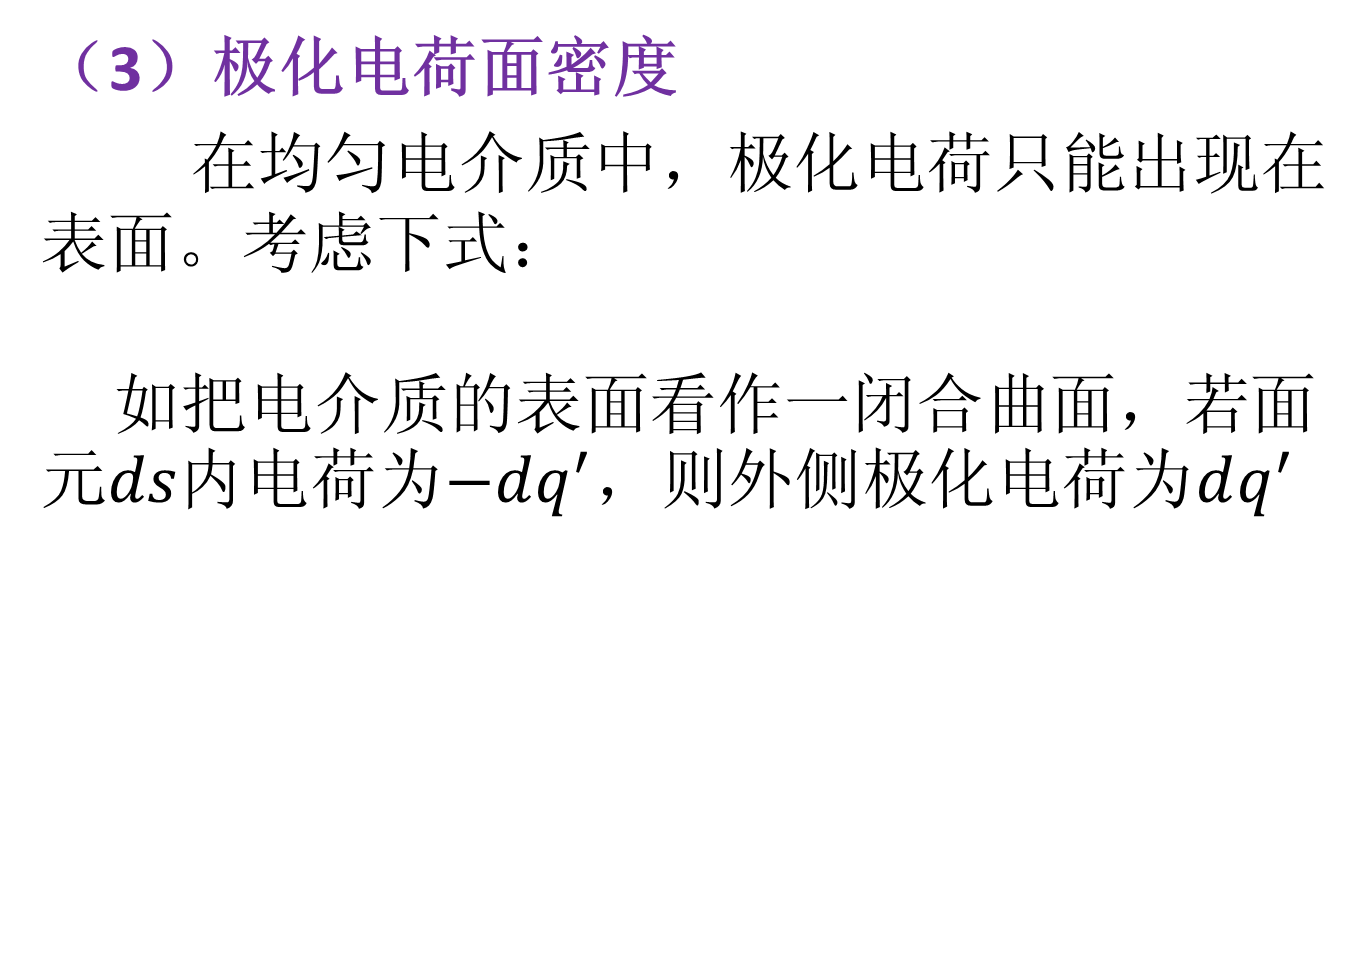 （3）极化电荷面密度
在均匀电介质中，极化电荷只能出现在
表面。考虑下式：
如把电介质的表面看作一闭合曲面，若面
元ds内电荷为−dq′，则外侧极化电荷为dq′